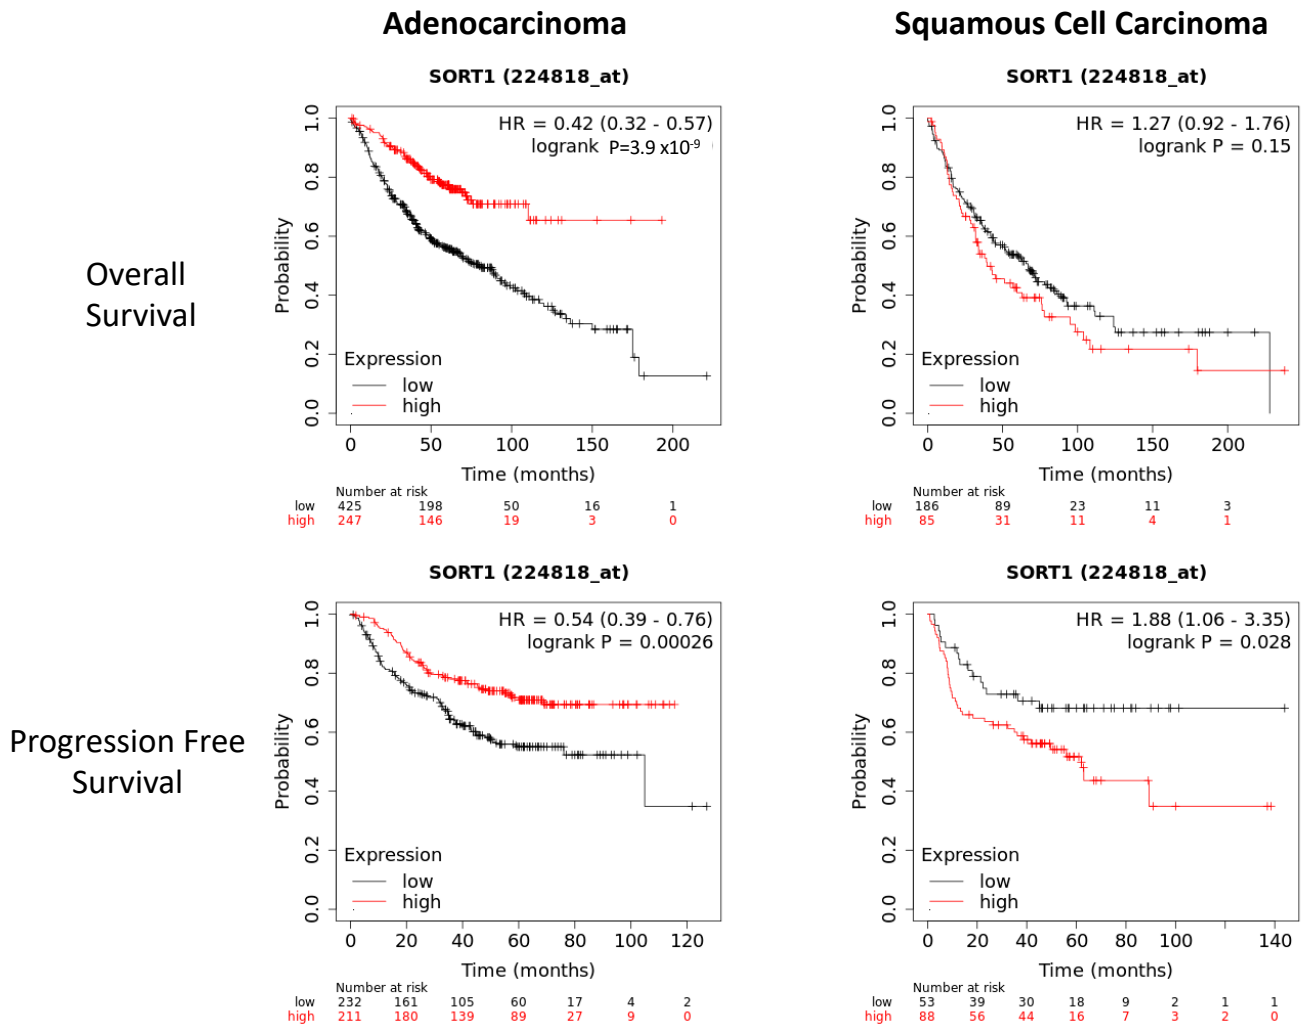 Adenocarcinoma
Squamous Cell Carcinoma
Overall
Survival
SORT1 (224818_at)
HR = 0.42 (0.32 - 0.57)
logrank P=3.9 x10⁻⁹
Probability
1.0
0.8
0.6
0.4
0.2
0.0
Expression
low
high
0 50 100 150 200
Time (months)
Number at risk
low 425 198 50 16 1
high 247 146 19 3 0
SORT1 (224818_at)
HR = 1.27 (0.92 - 1.76)
logrank P = 0.15
Probability
1.0
0.8
0.6
0.4
0.2
0.0
Expression
low
high
0 50 100 150 200
Time (months)
Number at risk
low 186 89 23 11 3
high 85 31 11 4 1
Progression Free
Survival
SORT1 (224818_at)
HR = 0.54 (0.39 - 0.76)
logrank P = 0.00026
Probability
1.0
0.8
0.6
0.4
0.2
0.0
Expression
low
high
0 20 40 60 80 100 120
Time (months)
Number at risk
low 232 161 105 60 17 4 2
high 211 180 139 89 27 9 0
SORT1 (224818_at)
HR = 1.88 (1.06 - 3.35)
logrank P = 0.028
Probability
1.0
0.8
0.6
0.4
0.2
0.0
Expression
low
high
0 20 40 60 80 100 140
Time (months)
Number at risk
low 53 39 30 18 9 2 1 1
high 88 56 44 16 7 3 2 0